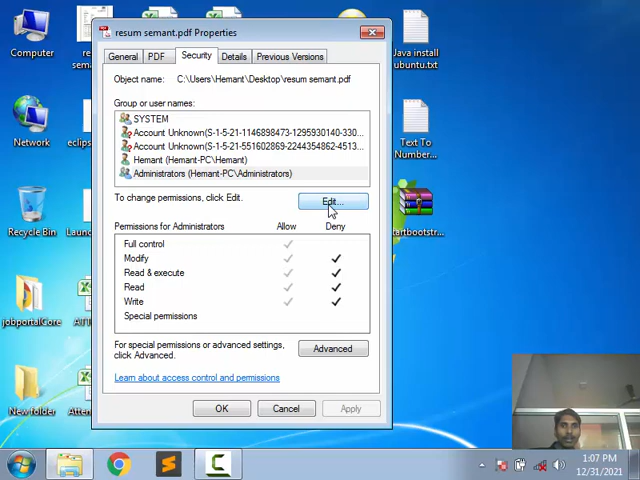 resum semant.pdf Properties
General
PDF
Security
Details
Previous Versions
Object name: C:\Users\Hemant\Desktop\resum semant.pdf
Group or user names:
SYSTEM
Account Unknown(S-1-5-21-1146898473-1295930140-330...
Account Unknown(S-1-5-21-551602869-2244354862-4513...
Hemant (Hemant-PC\Hemant)
Administrators (Hemant-PC\Administrators)
To change permissions, click Edit.
Edit...
Permissions for Administrators Allow Deny
Full control
Modify
Read & execute
Read
Write
Special permissions
For special permissions or advanced settings,
click Advanced.
Advanced
Learn about access control and permissions
OK
Cancel
Apply
Computer
Network
Recycle Bin
jobportalCore
New folder
Java install
ubuntu.txt
Text To
Number...
startbootstr...
1:07 PM
12/31/2021